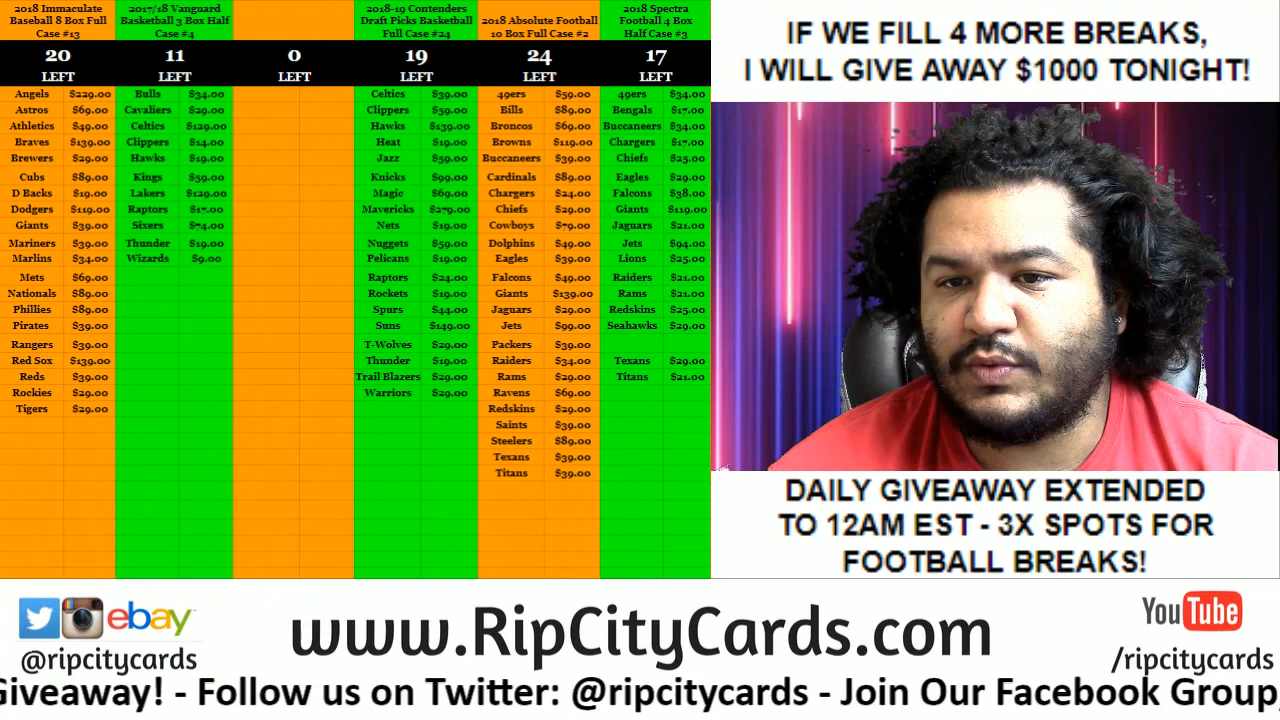 2018 Immaculate
Baseball 8 Box Full
Case #13
20
LEFT
Angels $229.00
Astros $69.00
Athletics $49.00
Braves $139.00
Brewers $29.00
Cubs $89.00
D Backs $19.00
Dodgers $119.00
Giants $39.00
Mariners $39.00
Marlins $34.00
Mets $69.00
Nationals $89.00
Phillies $89.00
Pirates $39.00
Rangers $39.00
Red Sox $139.00
Reds $39.00
Rockies $29.00
Tigers $29.00
2017/18 Vanguard
Basketball 3 Box Half
Case #4
11
LEFT
Bulls $34.00
Cavaliers $29.00
Celtics $129.00
Clippers $14.00
Hawks $19.00
Kings $59.00
Lakers $129.00
Raptors $17.00
Sixers $74.00
Thunder $19.00
Wizards $9.00
0
LEFT
2018-19 Contenders
Draft Picks Basketball
Full Case #24
19
LEFT
Celtics $39.00
Clippers $59.00
Hawks $139.00
Heat $19.00
Jazz $59.00
Knicks $99.00
Magic $69.00
Mavericks $279.00
Nets $19.00
Nuggets $59.00
Pelicans $19.00
Raptors $24.00
Rockets $19.00
Spurs $44.00
Suns $149.00
T-Wolves $29.00
Thunder $19.00
Trail Blazers $29.00
Warriors $29.00
2018 Absolute Football
10 Box Full Case #2
24
LEFT
49ers $59.00
Bills $89.00
Broncos $69.00
Browns $119.00
Buccaneers $39.00
Cardinals $89.00
Chargers $24.00
Chiefs $29.00
Cowboys $79.00
Dolphins $49.00
Eagles $39.00
Falcons $49.00
Giants $139.00
Jaguars $29.00
Jets $99.00
Packers $39.00
Raiders $34.00
Rams $29.00
Ravens $69.00
Redskins $29.00
Saints $39.00
Steelers $89.00
Texans $39.00
Titans $39.00
2018 Spectra
Football 4 Box
Half Case #3
17
LEFT
49ers $34.00
Bengals $17.00
Buccaneers $34.00
Chargers $17.00
Chiefs $25.00
Eagles $29.00
Falcons $38.00
Giants $119.00
Jaguars $21.00
Jets $94.00
Lions $25.00
Raiders $21.00
Rams $21.00
Redskins $25.00
Seahawks $29.00
Texans $29.00
Titans $21.00
IF WE FILL 4 MORE BREAKS,
I WILL GIVE AWAY $1000 TONIGHT!
DAILY GIVEAWAY EXTENDED
TO 12AM EST - 3X SPOTS FOR
FOOTBALL BREAKS!
ebay
@ripcitycards
www.RipCityCards.com
YouTube
/ripcitycards
Giveaway! - Follow us on Twitter: @ripcitycards - Join Our Facebook Group,